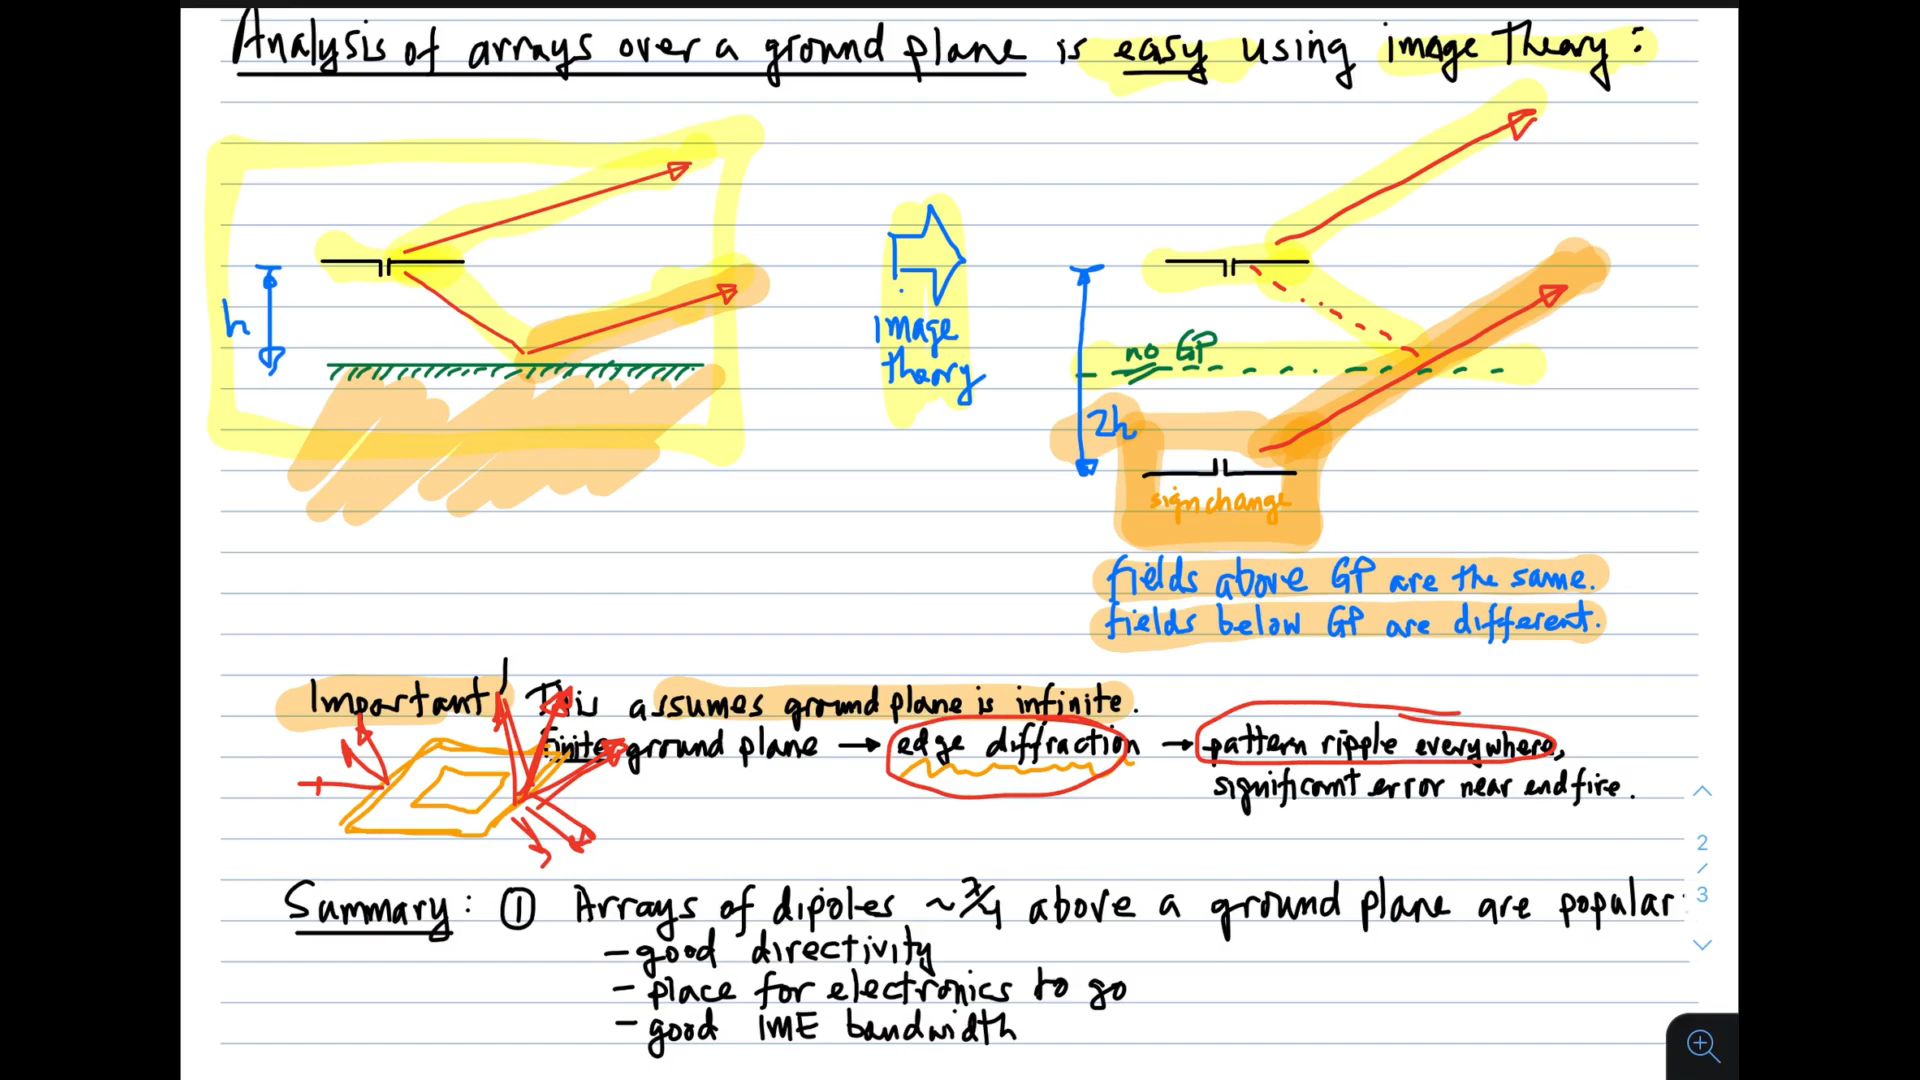 Analysis of arrays over a ground plane is easy using image theory:
h
image
theory
no GP
2h
sign change
fields above GP are the same.
fields below GP are different.
Important! This assumes ground plane is infinite.
finite ground plane → edge diffraction → pattern ripple everywhere,
significant error near endfire.
Summary: ① Arrays of dipoles ~λ/4 above a ground plane are popular:
- good directivity
- place for electronics to go
- good IME bandwidth
2
/
3